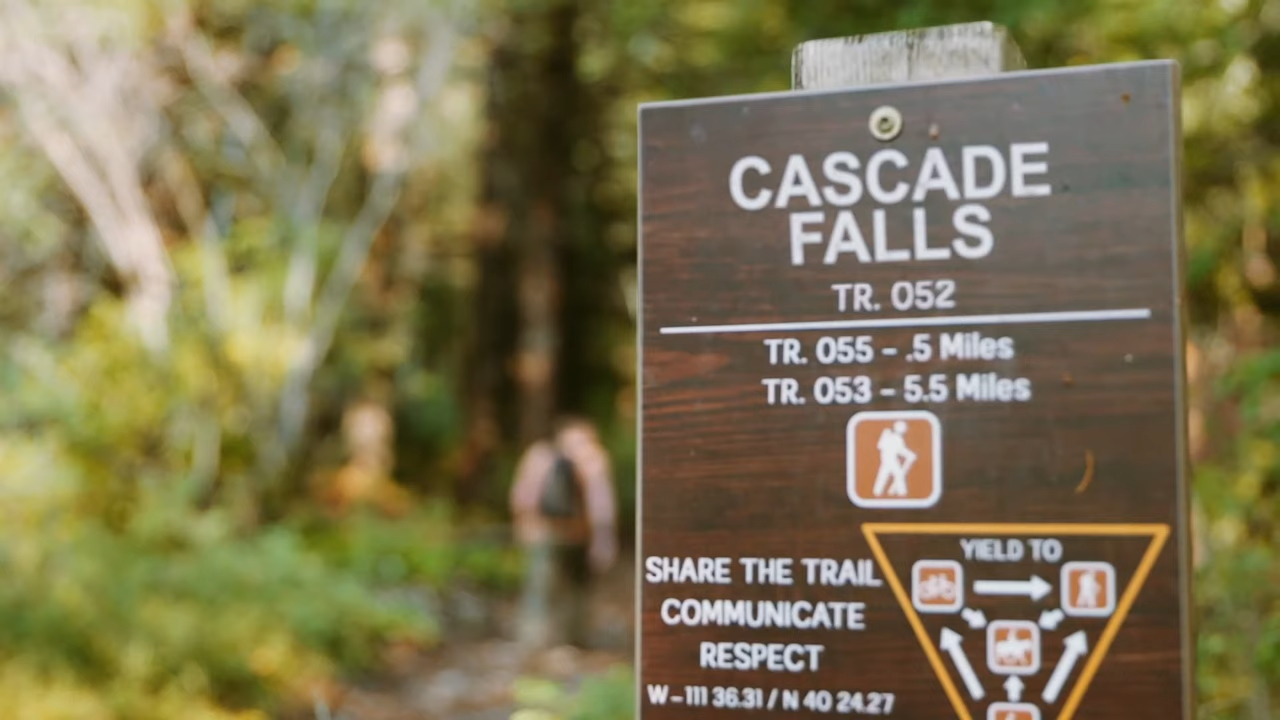 CASCADE
FALLS
TR. 052
TR. 055 - .5 Miles
TR. 053 - 5.5 Miles
YIELD TO
SHARE THE TRAIL
COMMUNICATE
RESPECT
W-111 36.31 / N 40 24.27